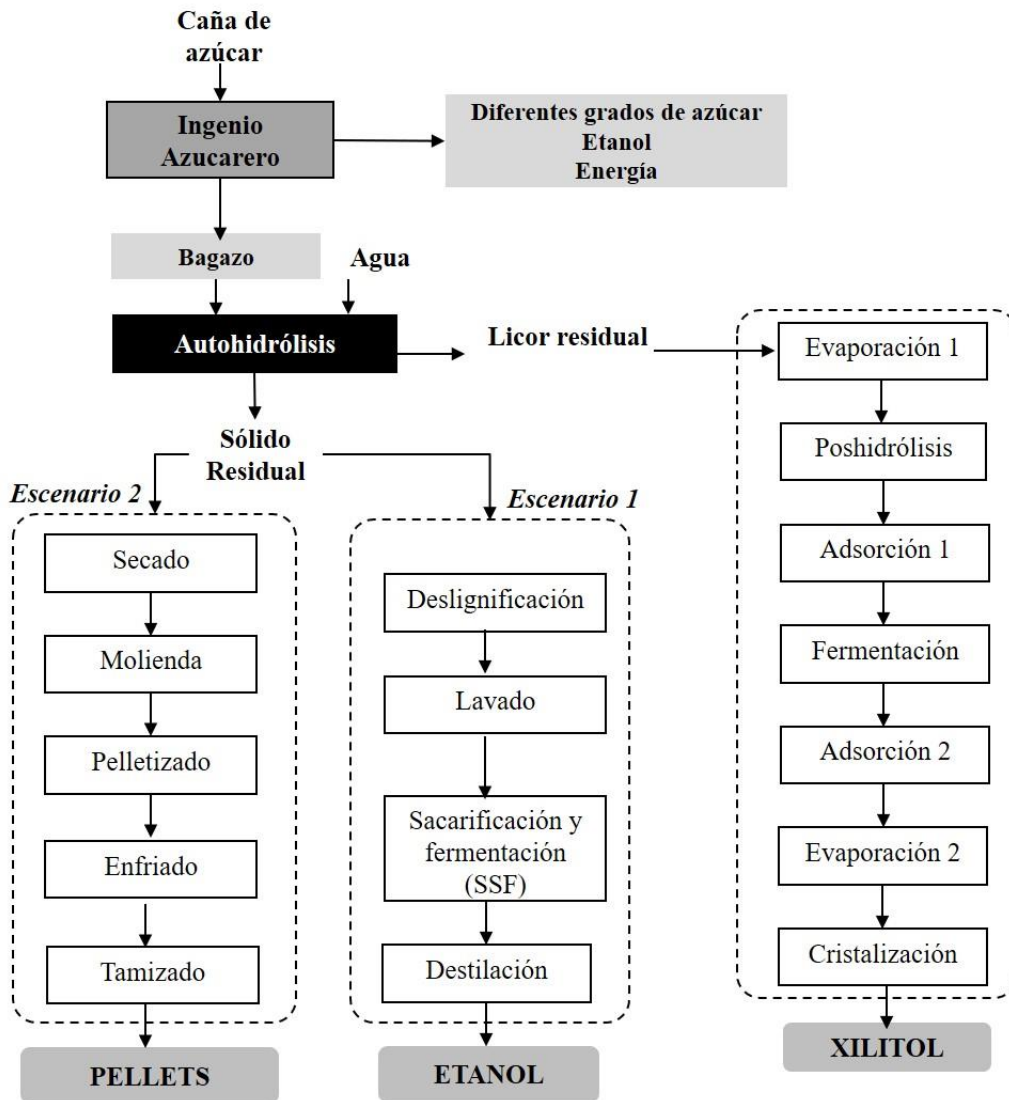 Caña de
azúcar
Ingenio
Azucarero
Diferentes grados de azúcar
Etanol
Energía
Bagazo
Agua
Autohidrólisis
Licor residual
Sólido
Residual
Escenario 2
Secado
Molienda
Pelletizado
Enfriado
Tamizado
PELLETS
Escenario 1
Deslignificación
Lavado
Sacarificación y
fermentación
(SSF)
Destilación
ETANOL
Evaporación 1
Poshidrólisis
Adsorción 1
Fermentación
Adsorción 2
Evaporación 2
Cristalización
XILITOL